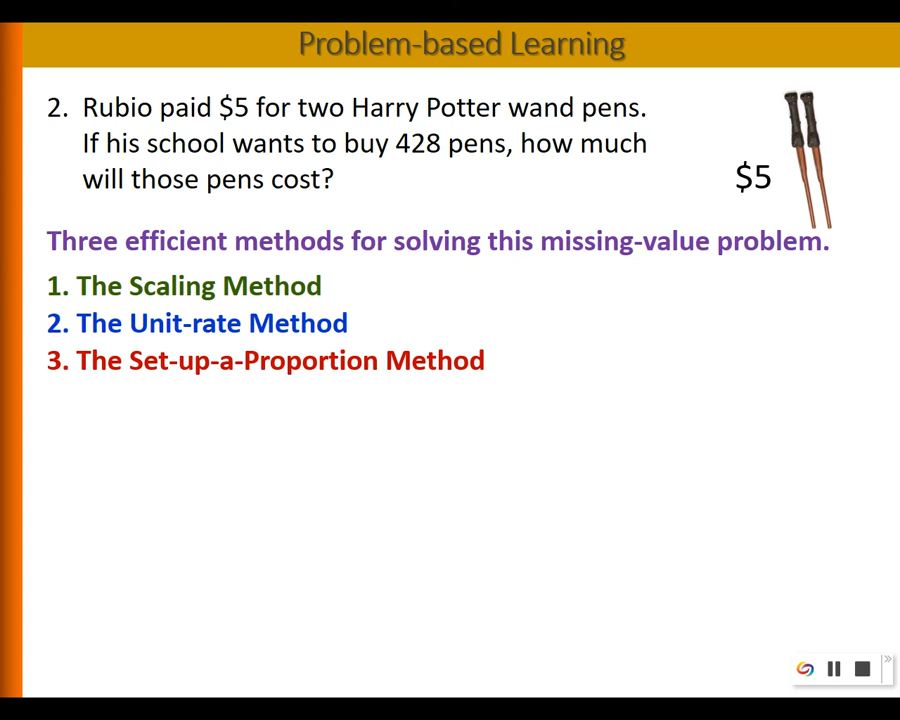 Problem-based Learning
2. Rubio paid $5 for two Harry Potter wand pens.
If his school wants to buy 428 pens, how much
will those pens cost?
$5
Three efficient methods for solving this missing-value problem.
1. The Scaling Method
2. The Unit-rate Method
3. The Set-up-a-Proportion Method